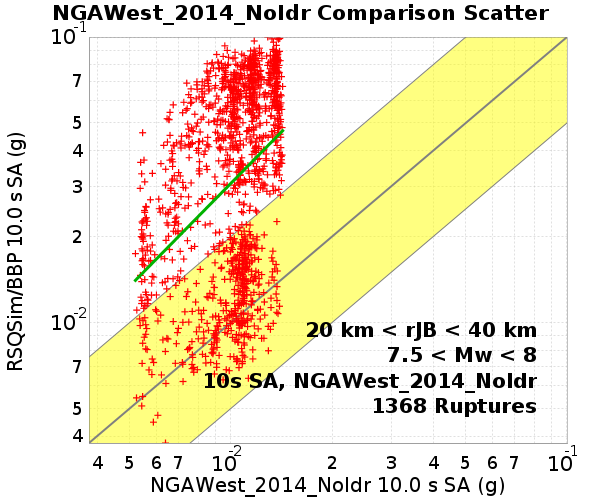 NGAWest_2014_NoIdr Comparison Scatter
10-1
7
5
4
3
2
10-2
7
5
4
RSQSim/BBP 10.0 s SA (g)
20 km < rJB < 40 km
7.5 < Mw < 8
10s SA, NGAWest_2014_NoIdr
1368 Ruptures
4 5 6 7 10-2 2 3 4 5 6 7 10-1
NGAWest_2014_NoIdr 10.0 s SA (g)